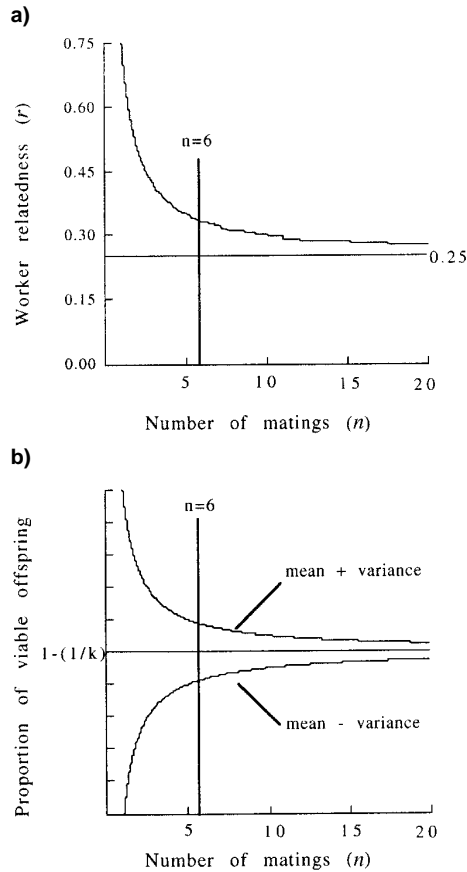 a)
0.75
0.60
0.45
0.30
0.15
0.00
Worker relatedness (r)
n=6
0.25
5 10 15 20
Number of matings (n)
b)
Proportion of viable offspring
n=6
mean + variance
1-(1/k)
mean - variance
5 10 15 20
Number of matings (n)